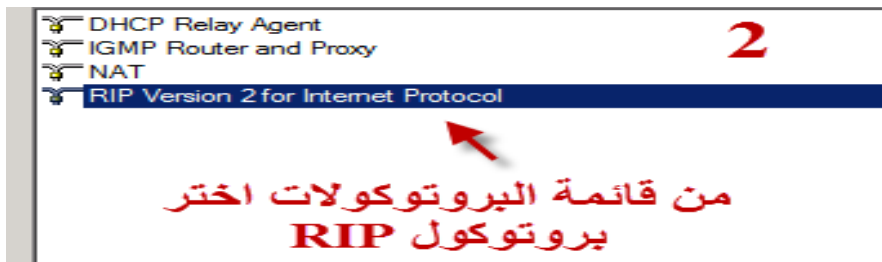 DHCP Relay Agent
2
IGMP Router and Proxy
NAT
RIP Version 2 for Internet Protocol
من قائمة البروتوكولات اختر
بروتوكول RIP